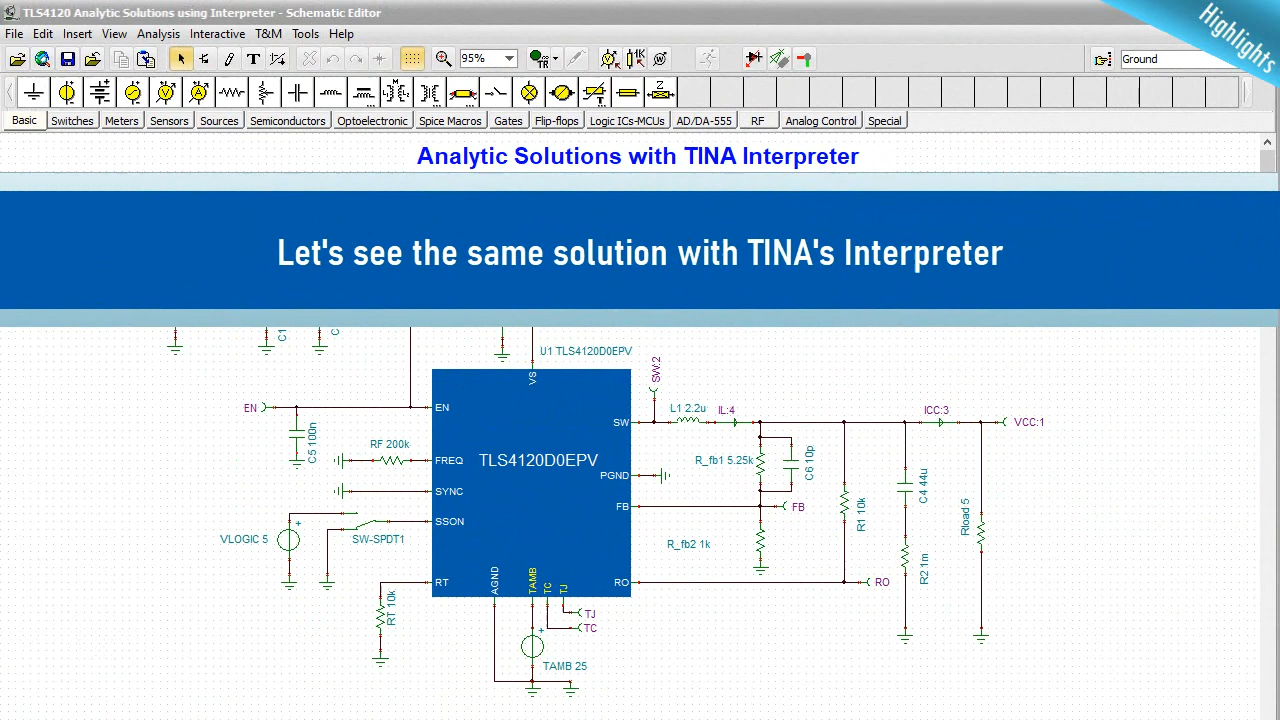 TLS4120 Analytic Solutions using Interpreter - Schematic Editor
Highlights
File Edit Insert View Analysis Interactive T&M Tools Help
95%
Ground
Basic Switches Meters Sensors Sources Semiconductors Optoelectronic Spice Macros Gates Flip-flops Logic ICs-MCUs AD/DA-555 RF Analog Control Special
Analytic Solutions with TINA Interpreter
Let's see the same solution with TINA's Interpreter
U1 TLS4120D0EPV
VS
SW:2
EN
EN
C5 100n
SW
L1 2.2u
IL:4
ICC:3
VCC:1
RF 200k
FREQ
TLS4120D0EPV
PGND
R_fb1 5.25k
C6 10p
C4 44u
SYNC
FB
FB
R1 10k
Rload 5
VLOGIC 5
+
SW-SPDT1
SSON
R_fb2 1k
R2 1m
RT
RT 10k
AGND
TAMB
TC
TJ
RO
RO
TJ
TC
+
TAMB 25